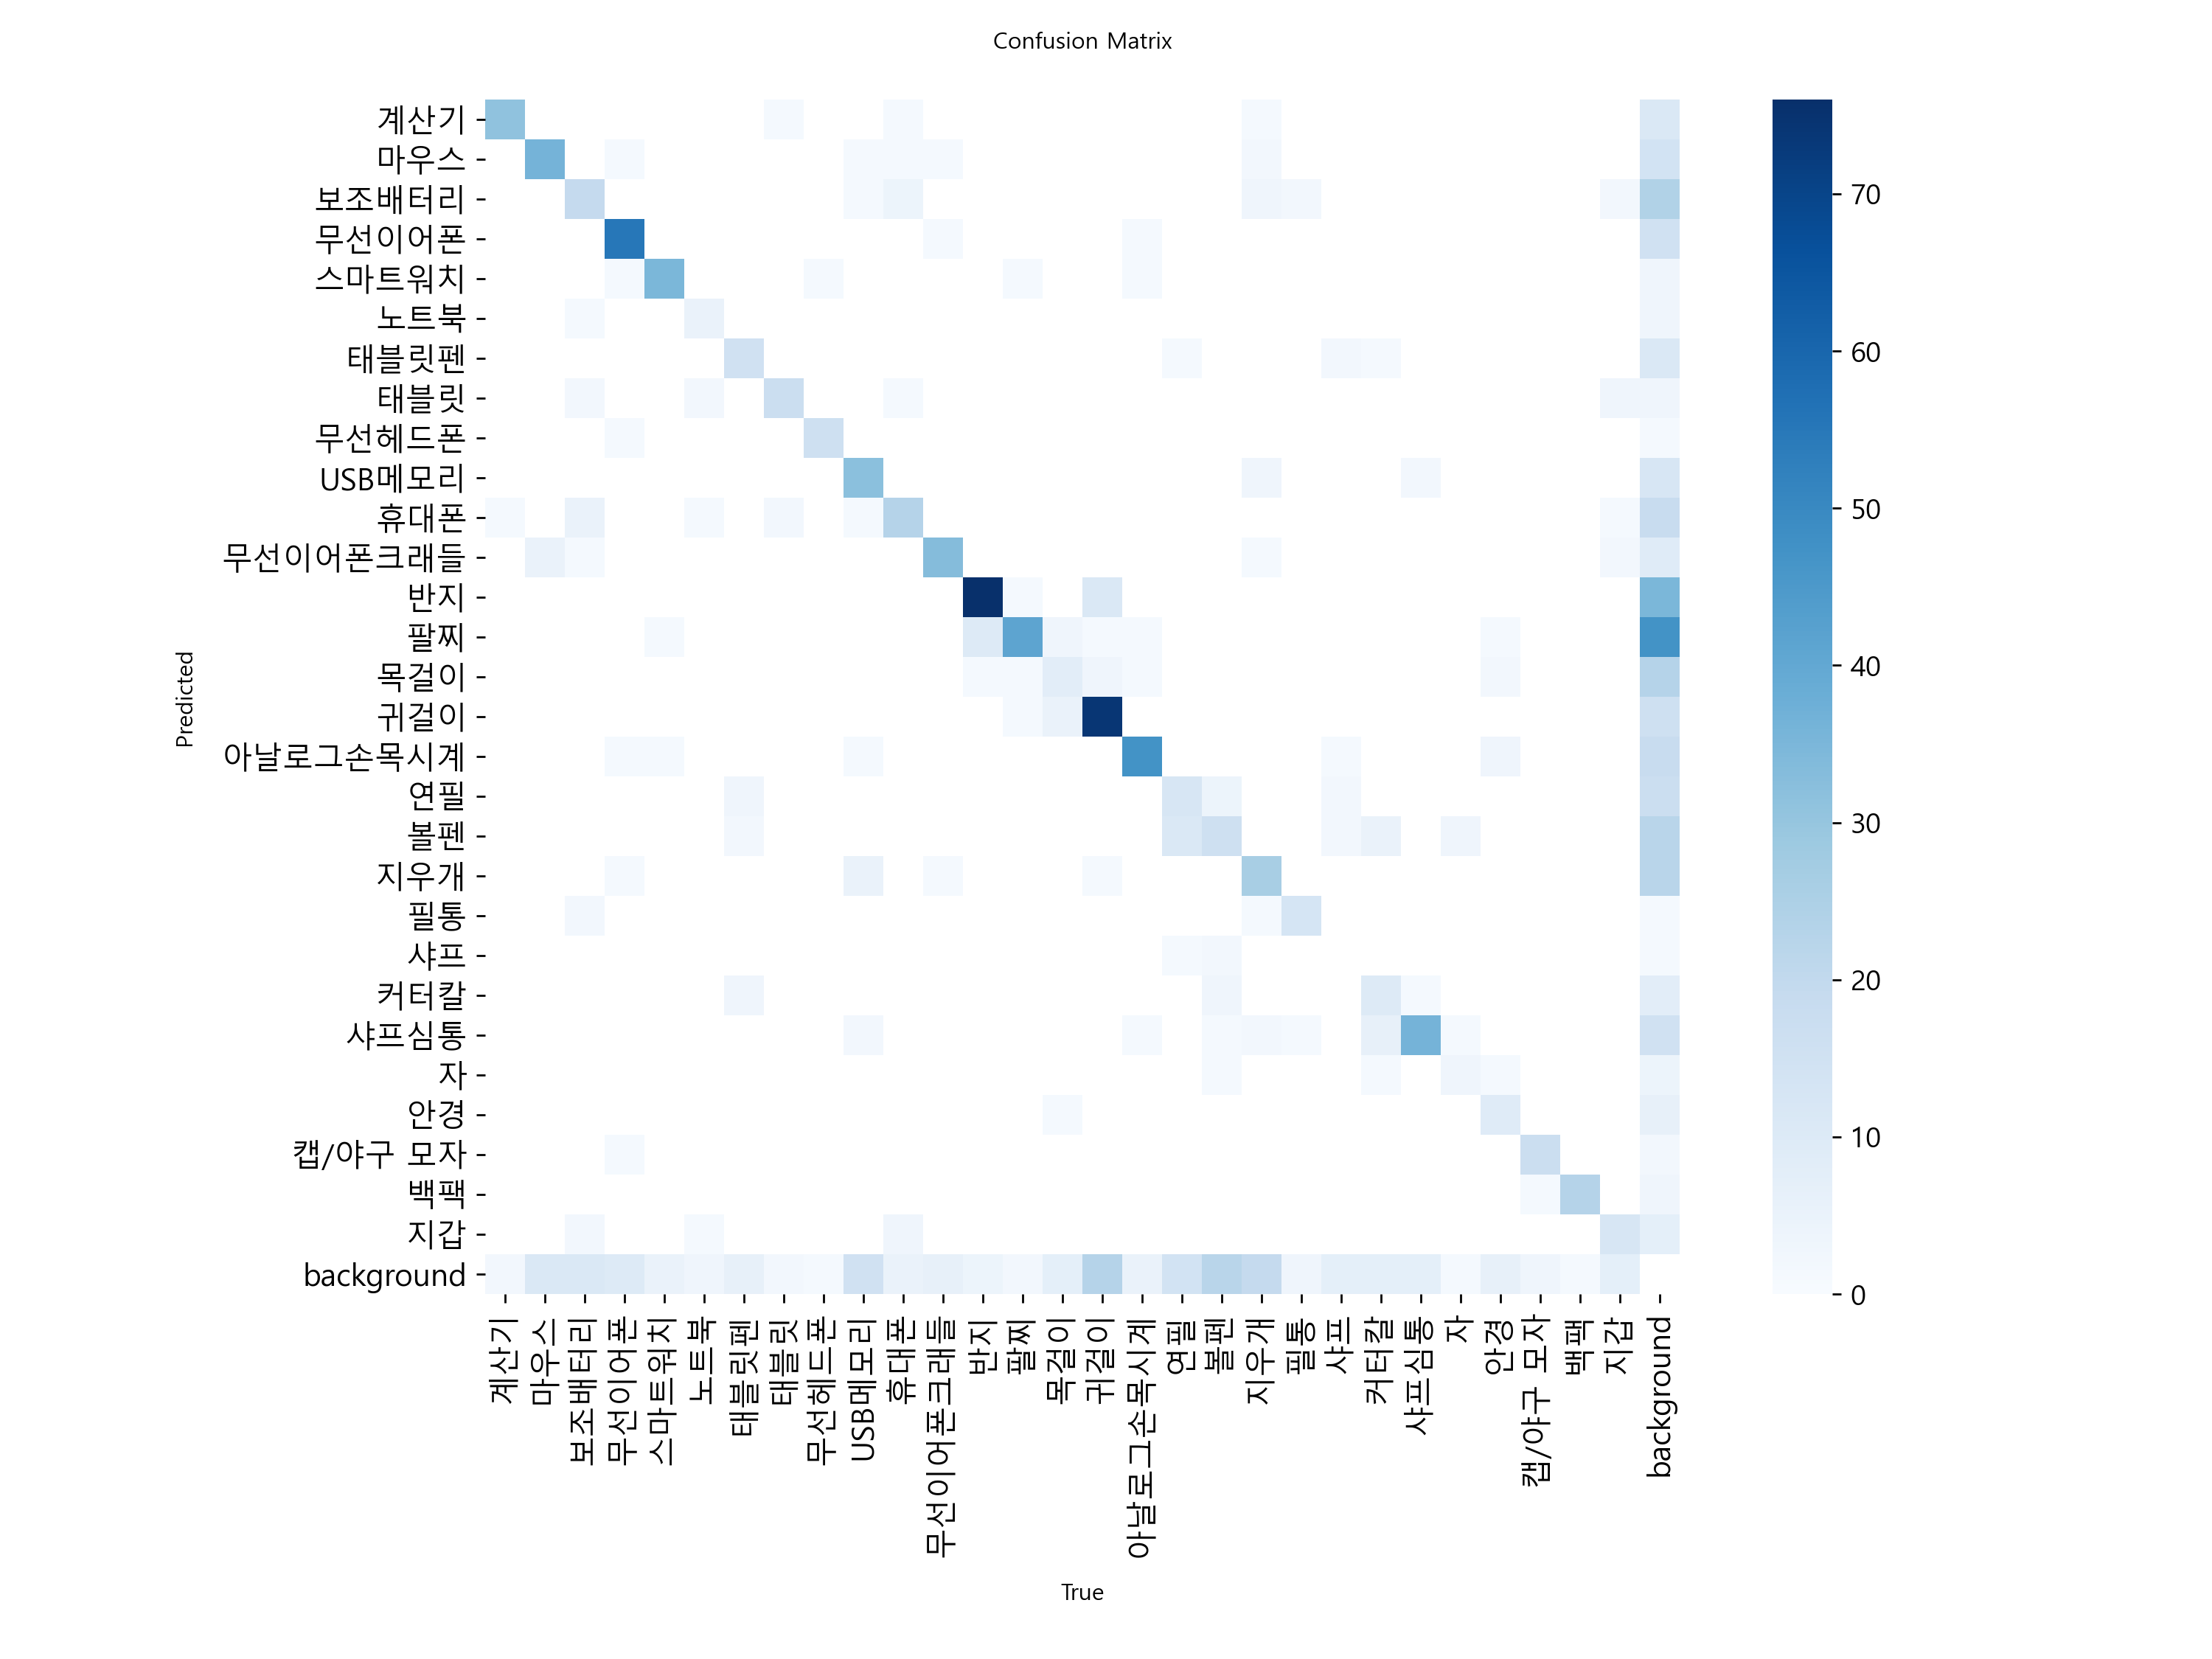 Confusion Matrix
계산기
마우스
보조배터리
무선이어폰
스마트워치
노트북
태블릿펜
태블릿
무선헤드폰
USB메모리
휴대폰
무선이어폰크래들
반지
팔찌
목걸이
귀걸이
아날로그손목시계
연필
볼펜
지우개
필통
샤프
커터칼
샤프심통
자
안경
캡/야구 모자
백팩
지갑
background
Predicted
계산기
마우스
보조배터리
무선이어폰
스마트워치
노트북
태블릿펜
태블릿
무선헤드폰
USB메모리
휴대폰
무선이어폰크래들
반지
팔찌
목걸이
귀걸이
아날로그손목시계
연필
볼펜
지우개
필통
샤프
커터칼
샤프심통
자
안경
캡/야구 모자
백팩
지갑
background
True
70
60
50
40
30
20
10
0